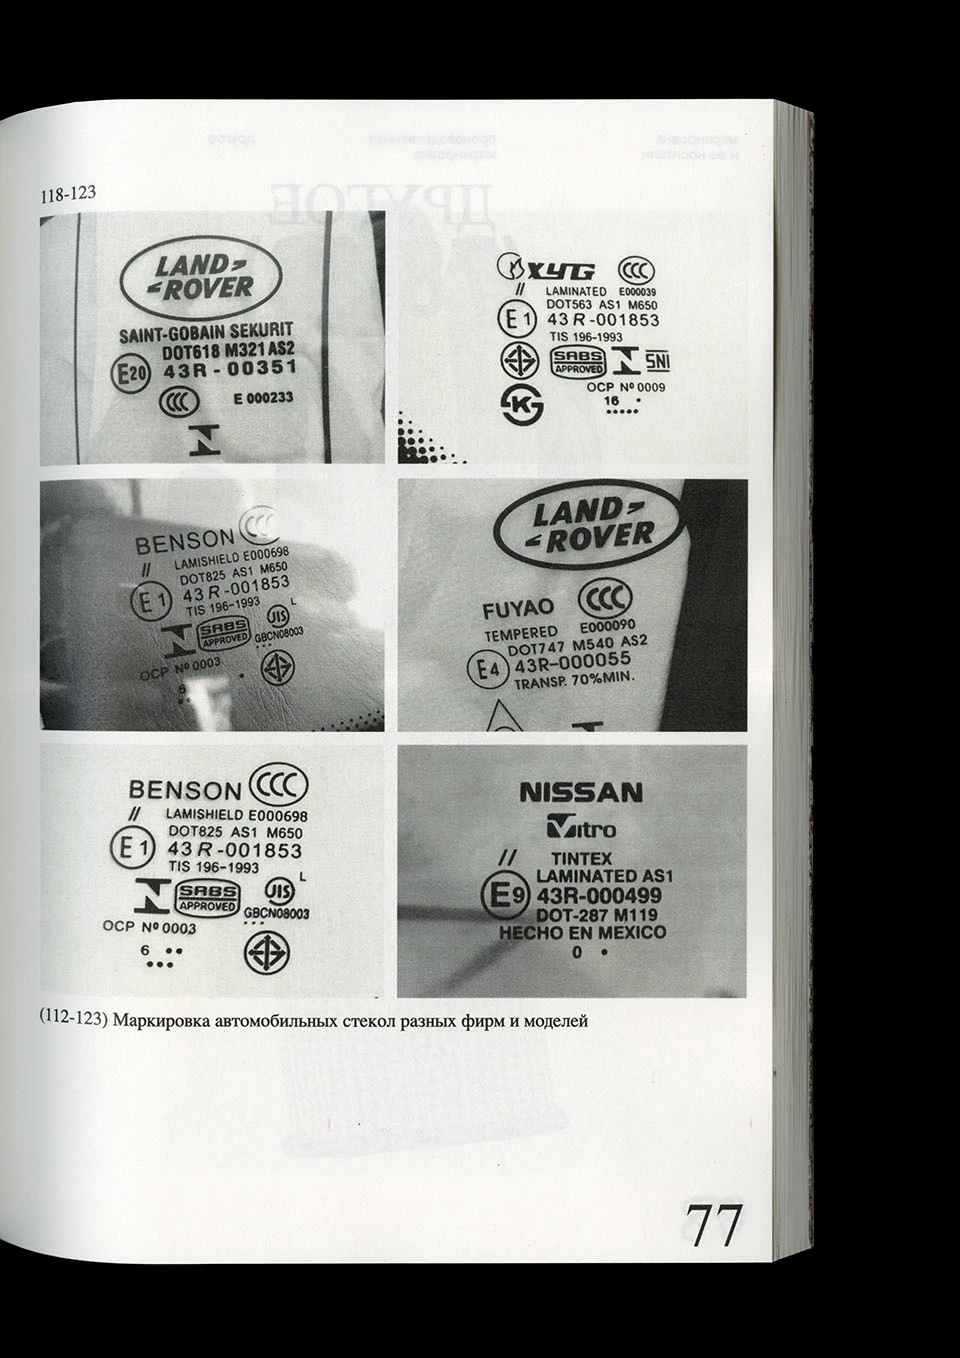 118-123
LAND
ROVER
SAINT-GOBAIN SEKURIT
DOT618 M321 AS2
E20 43R - 00351
CCC E 000233
XYG CCC
// LAMINATED E000039
DOT563 AS1 M650
E1 43 R -001853
TIS 196-1993
SABS
APPROVED
SNI
OCP Nº 0009
K 16
BENSON CCC
// LAMISHIELD E000698
DOT825 AS1 M650
E1 43 R -001853
TIS 196-1993
SABS
APPROVED
JIS L
GBCN08003
OCP Nº 0003
6
LAND
ROVER
FUYAO CCC
TEMPERED E000090
DOT747 M540 AS2
E4 43R-000055
TRANSP. 70%MIN.
BENSON CCC
// LAMISHIELD E000698
DOT825 AS1 M650
E1 43 R -001853
TIS 196-1993
SABS
APPROVED
JIS L
GBCN08003
OCP Nº 0003
6
NISSAN
Vitro
// TINTEX
LAMINATED AS1
E9 43R-000499
DOT-287 M119
HECHO EN MEXICO
0
(112-123) Маркировка автомобильных стекол разных фирм и моделей
77